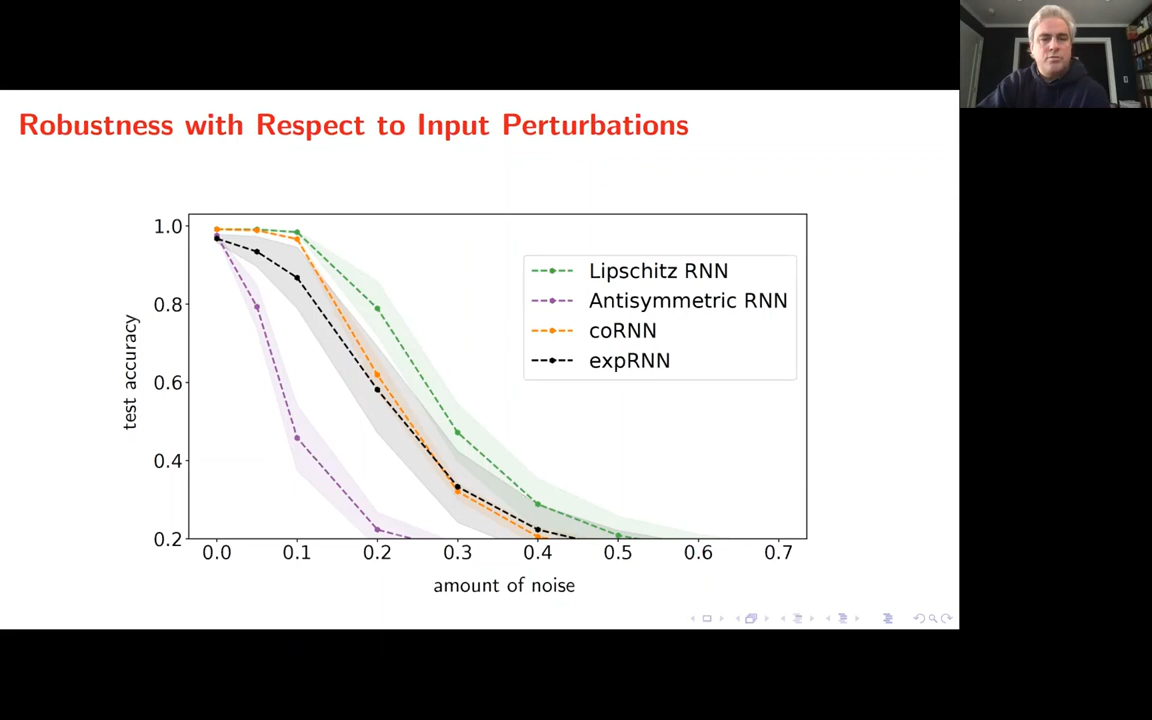 Robustness with Respect to Input Perturbations
1.0
0.8
0.6
0.4
0.2
test accuracy
Lipschitz RNN
Antisymmetric RNN
coRNN
expRNN
0.0 0.1 0.2 0.3 0.4 0.5 0.6 0.7
amount of noise